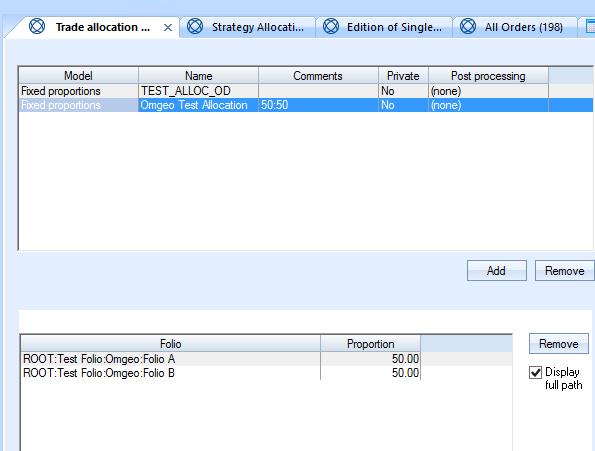 Trade allocation ... Strategy Allocati... Edition of Single... All Orders (198)
Model Name Comments Private Post processing
Fixed proportions TEST_ALLOC_OD No (none)
Fixed proportions Omgeo Test Allocation 50:50 No (none)
Add Remove
Folio Proportion Remove
ROOT:Test Folio:Omgeo:Folio A 50.00
ROOT:Test Folio:Omgeo:Folio B 50.00
Display
full path